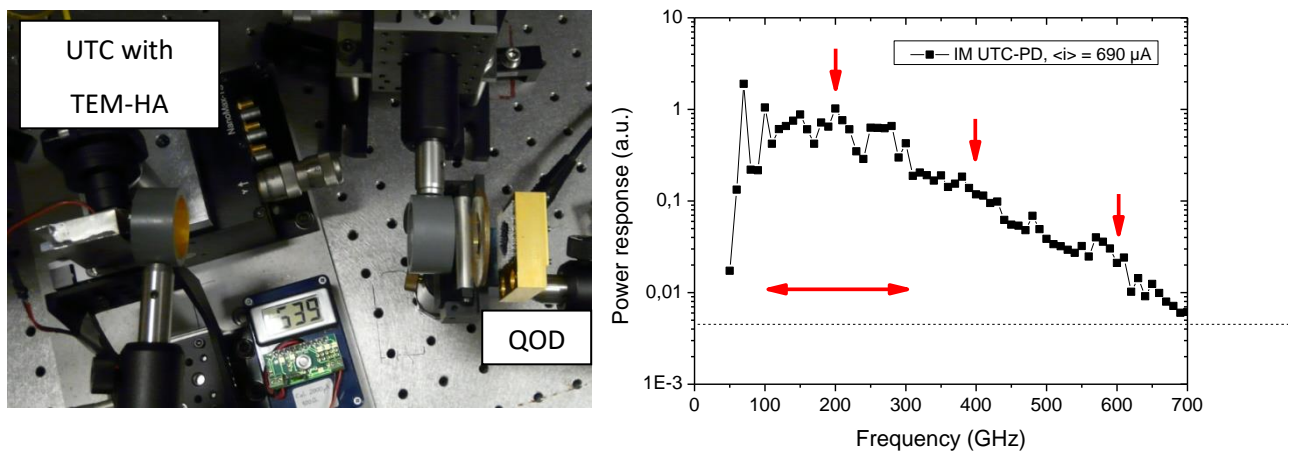 UTC with
TEM-HA
QOD
539
Power response (a.u.)
10
1
0,1
0,01
1E-3
IM UTC-PD, <i> = 690 µA
0
100
200
300
400
500
600
700
Frequency (GHz)